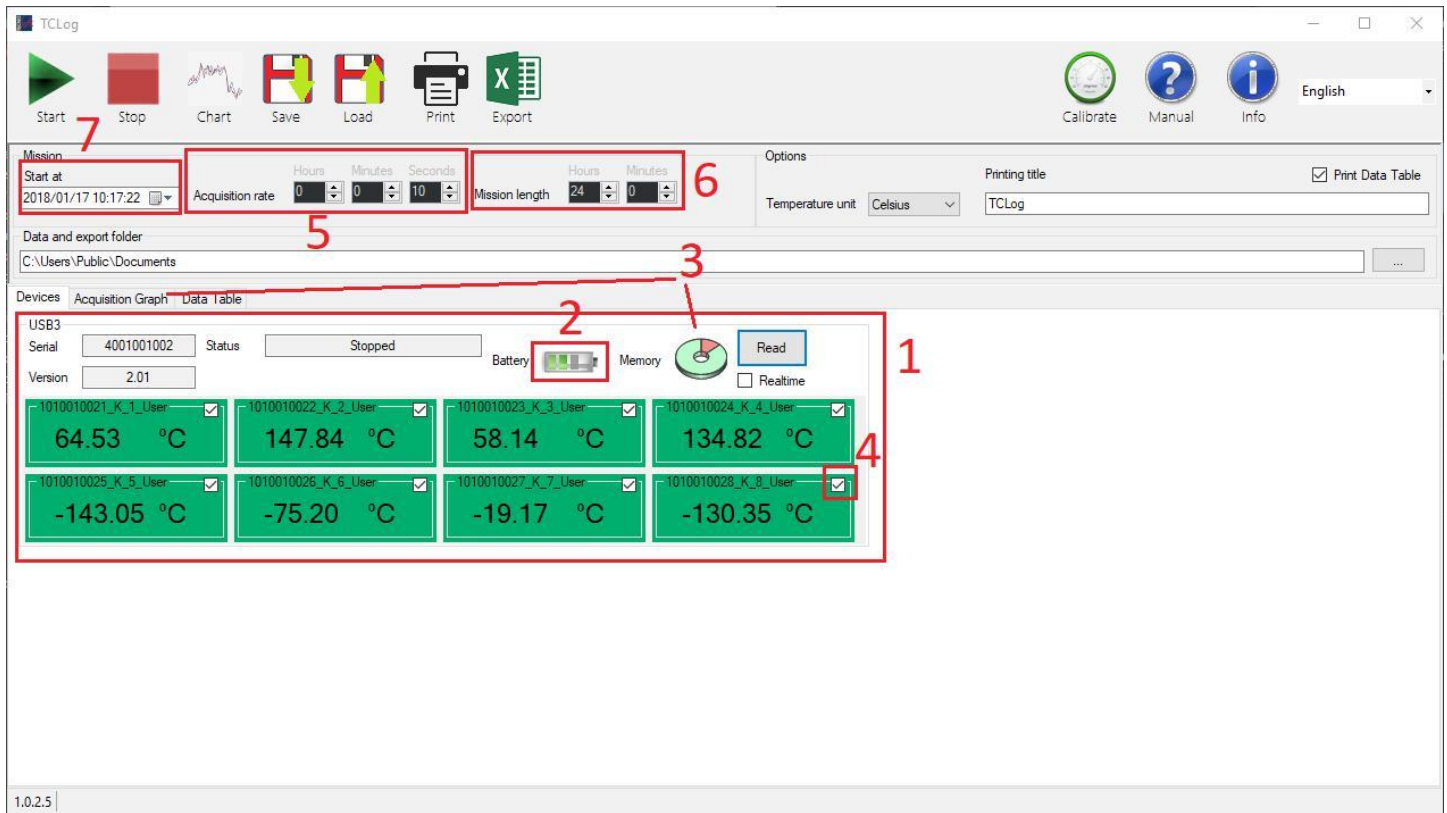 TCLog
Start Stop Chart Save Load Print Export Calibrate Manual Info English
7
Mission
Start at
2018/01/17 10:17:22
Hours Minutes Seconds
Acquisition rate 0 0 10
5
Hours Minutes
Mission length 24 0
6
Options
Temperature unit Celsius
Printing title
TCLog
Print Data Table
Data and export folder
C:\Users\Public\Documents
...
3
Devices Acquisition Graph Data Table
1
USB3
Serial 4001001002 Status Stopped
Version 2.01
2
Battery Memory Read
Realtime
1010010021_K_1_User 1010010022_K_2_User 1010010023_K_3_User 1010010024_K_4_User
64.53 °C 147.84 °C 58.14 °C 134.82 °C
4
1010010025_K_5_User 1010010026_K_6_User 1010010027_K_7_User 1010010028_K_8_User
-143.05 °C -75.20 °C -19.17 °C -130.35 °C
1.0.2.5